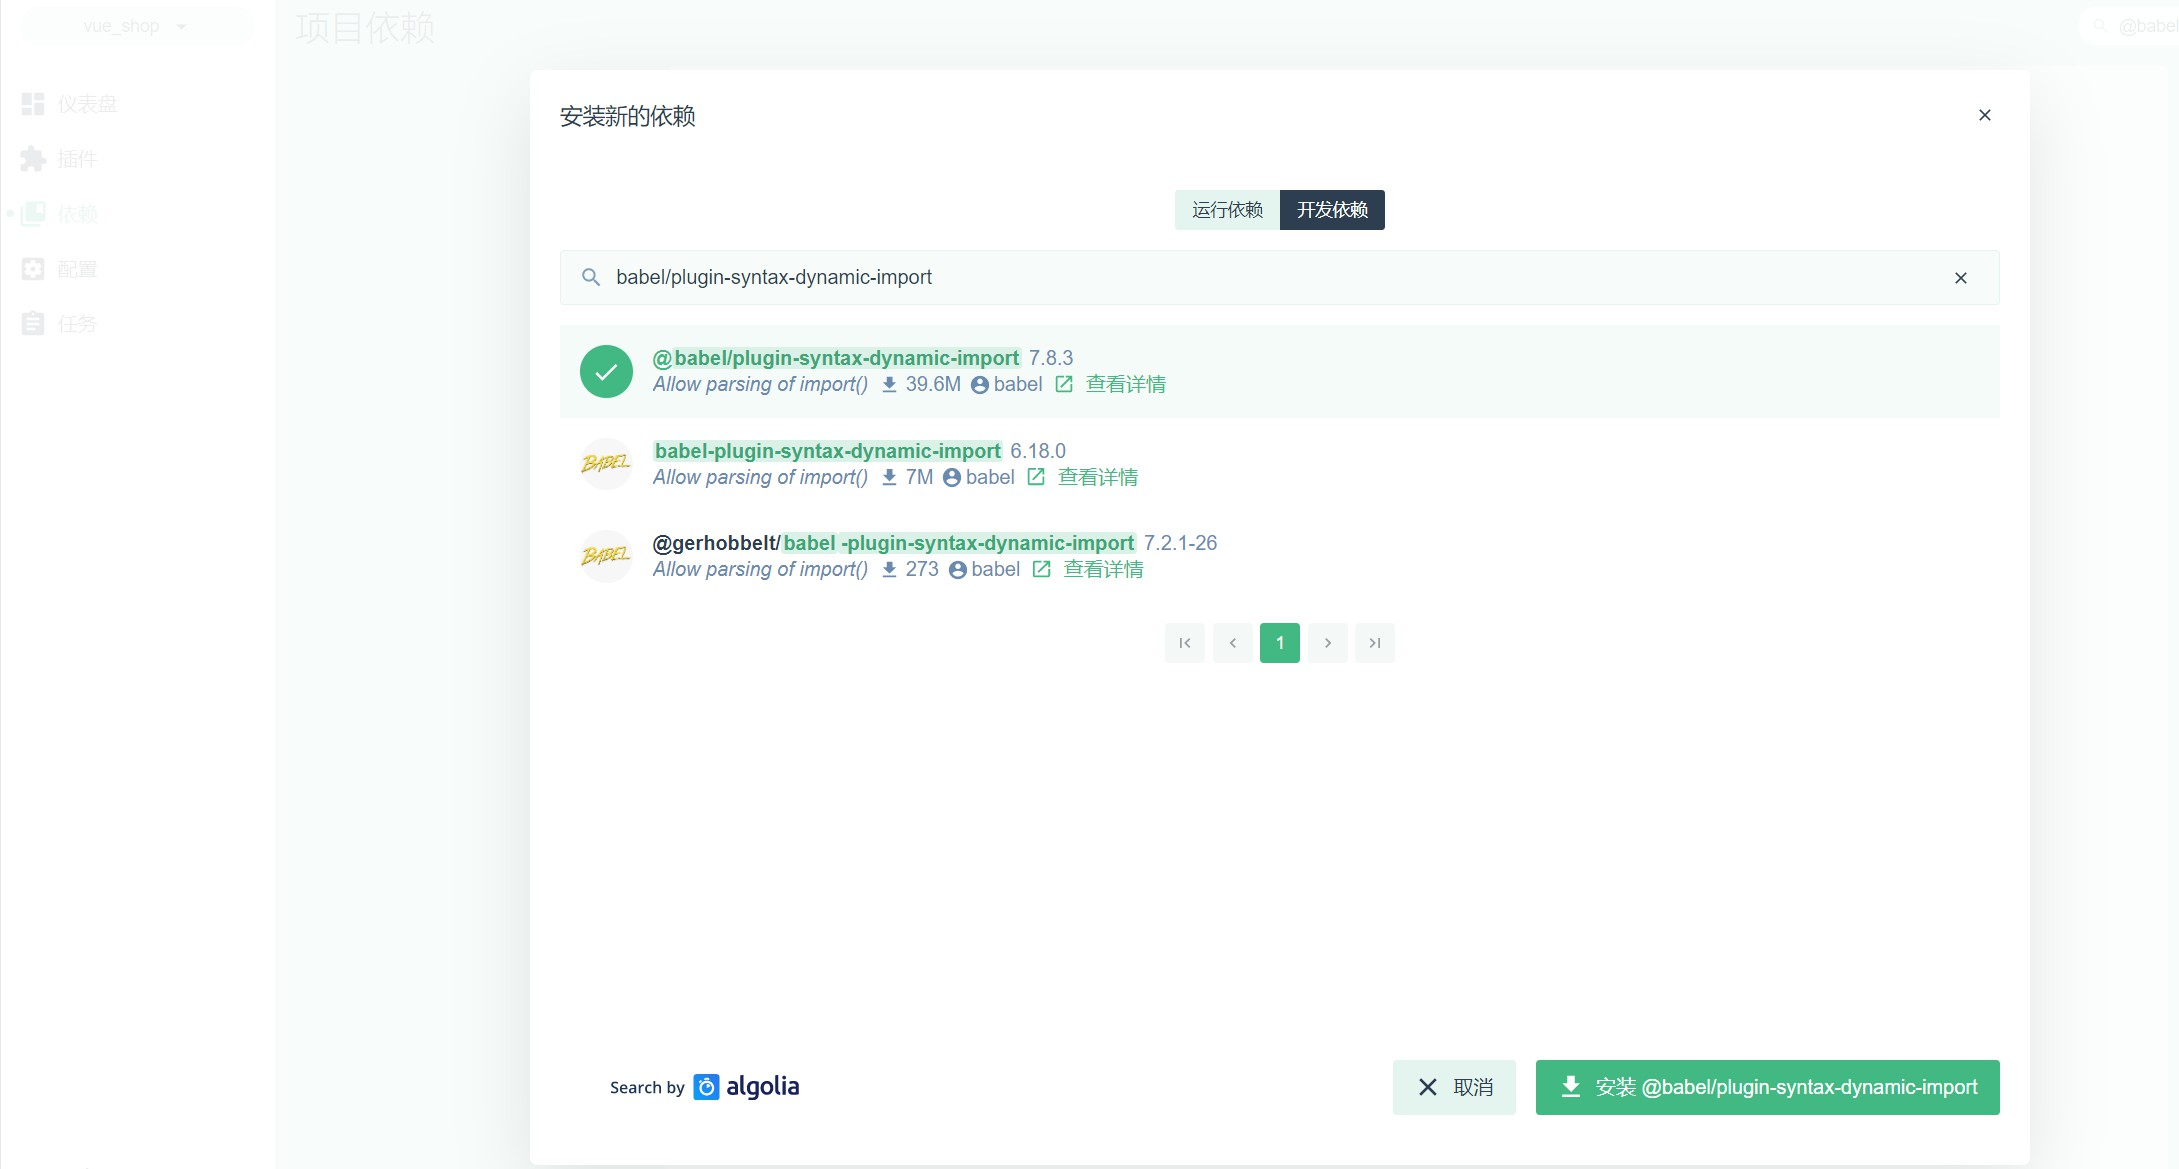 vue_shop
项目依赖
@babel
仪表盘
插件
依赖
配置
任务
安装新的依赖
运行依赖 开发依赖
babel/plugin-syntax-dynamic-import
@babel/plugin-syntax-dynamic-import 7.8.3
Allow parsing of import() 39.6M babel 查看详情
babel-plugin-syntax-dynamic-import 6.18.0
BABEL
Allow parsing of import() 7M babel 查看详情
@gerhobbelt/babel -plugin-syntax-dynamic-import 7.2.1-26
BABEL
Allow parsing of import() 273 babel 查看详情
1
Search by algolia
取消
安装 @babel/plugin-syntax-dynamic-import